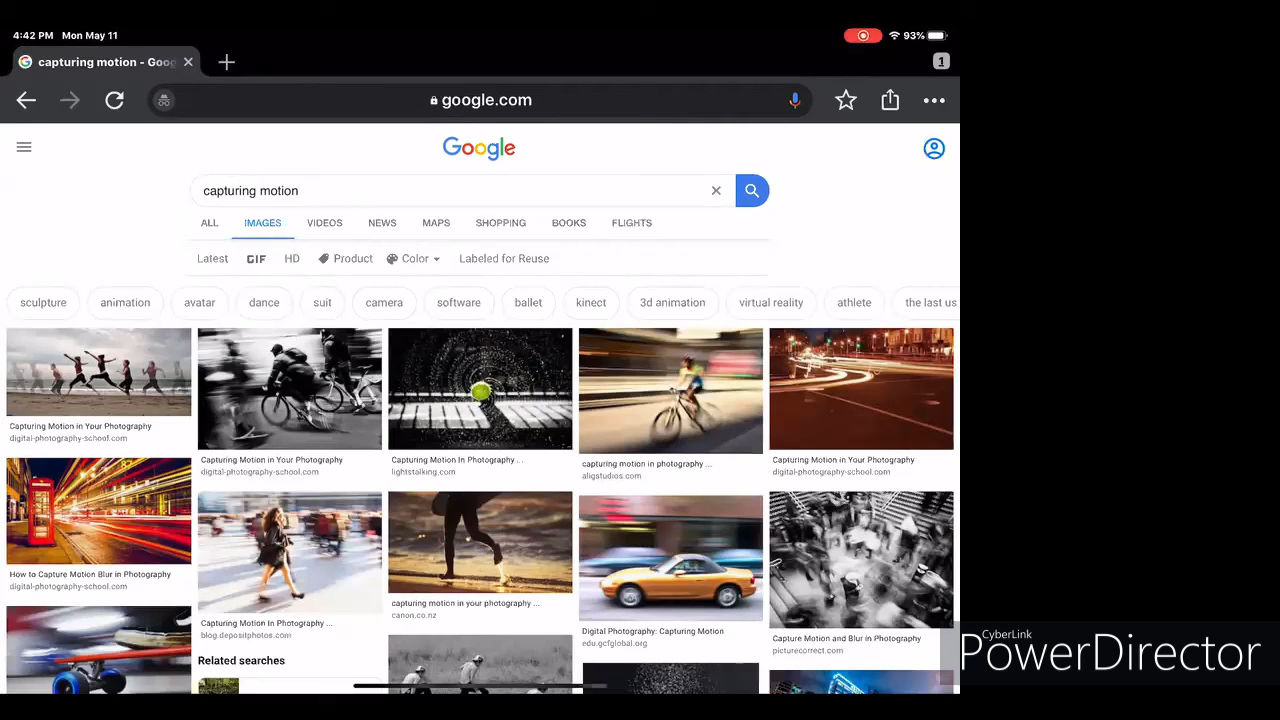 4:42 PM Mon May 11
93%
capturing motion - Goog
1
google.com
Google
capturing motion
ALL IMAGES VIDEOS NEWS MAPS SHOPPING BOOKS FLIGHTS
Latest GIF HD Product Color Labeled for Reuse
sculpture animation avatar dance suit camera software ballet kinect 3d animation virtual reality athlete the last us
Capturing Motion in Your Photography
digital-photography-school.com
Capturing Motion in Your Photography
digital-photography-school.com
Capturing Motion In Photography ...
lightstalking.com
capturing motion in photography ...
aligstudios.com
Capturing Motion in Your Photography
digital-photography-school.com
How to Capture Motion Blur in Photography
digital-photography-school.com
Capturing Motion In Photography ...
blog.depositphotos.com
capturing motion in your photography ...
canon.co.nz
Digital Photography: Capturing Motion
edu.gcfglobal.org
Capture Motion and Blur in Photography
picturecorrect.com
Related searches
CyberLink
PowerDirector